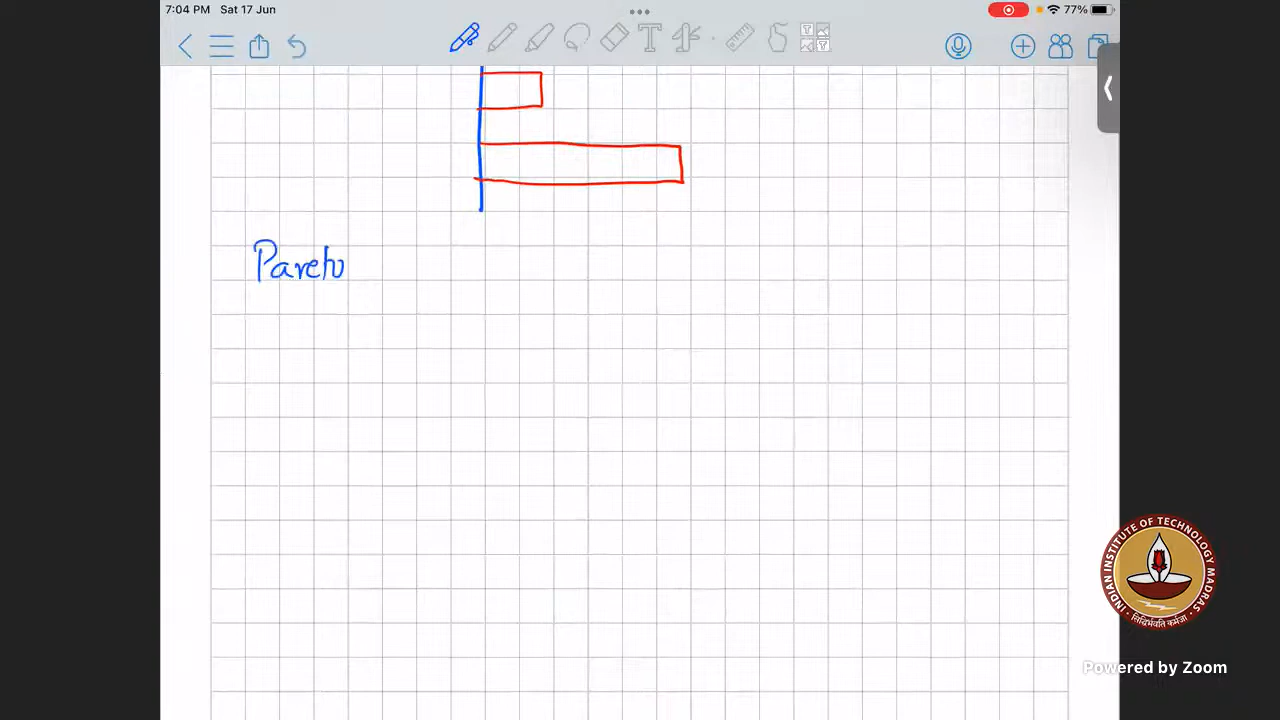 7:04 PM Sat 17 Jun
77%
Pareto
INDIAN INSTITUTE OF TECHNOLOGY MADRAS
सिद्धिर्भवति कर्मजा
Powered by Zoom